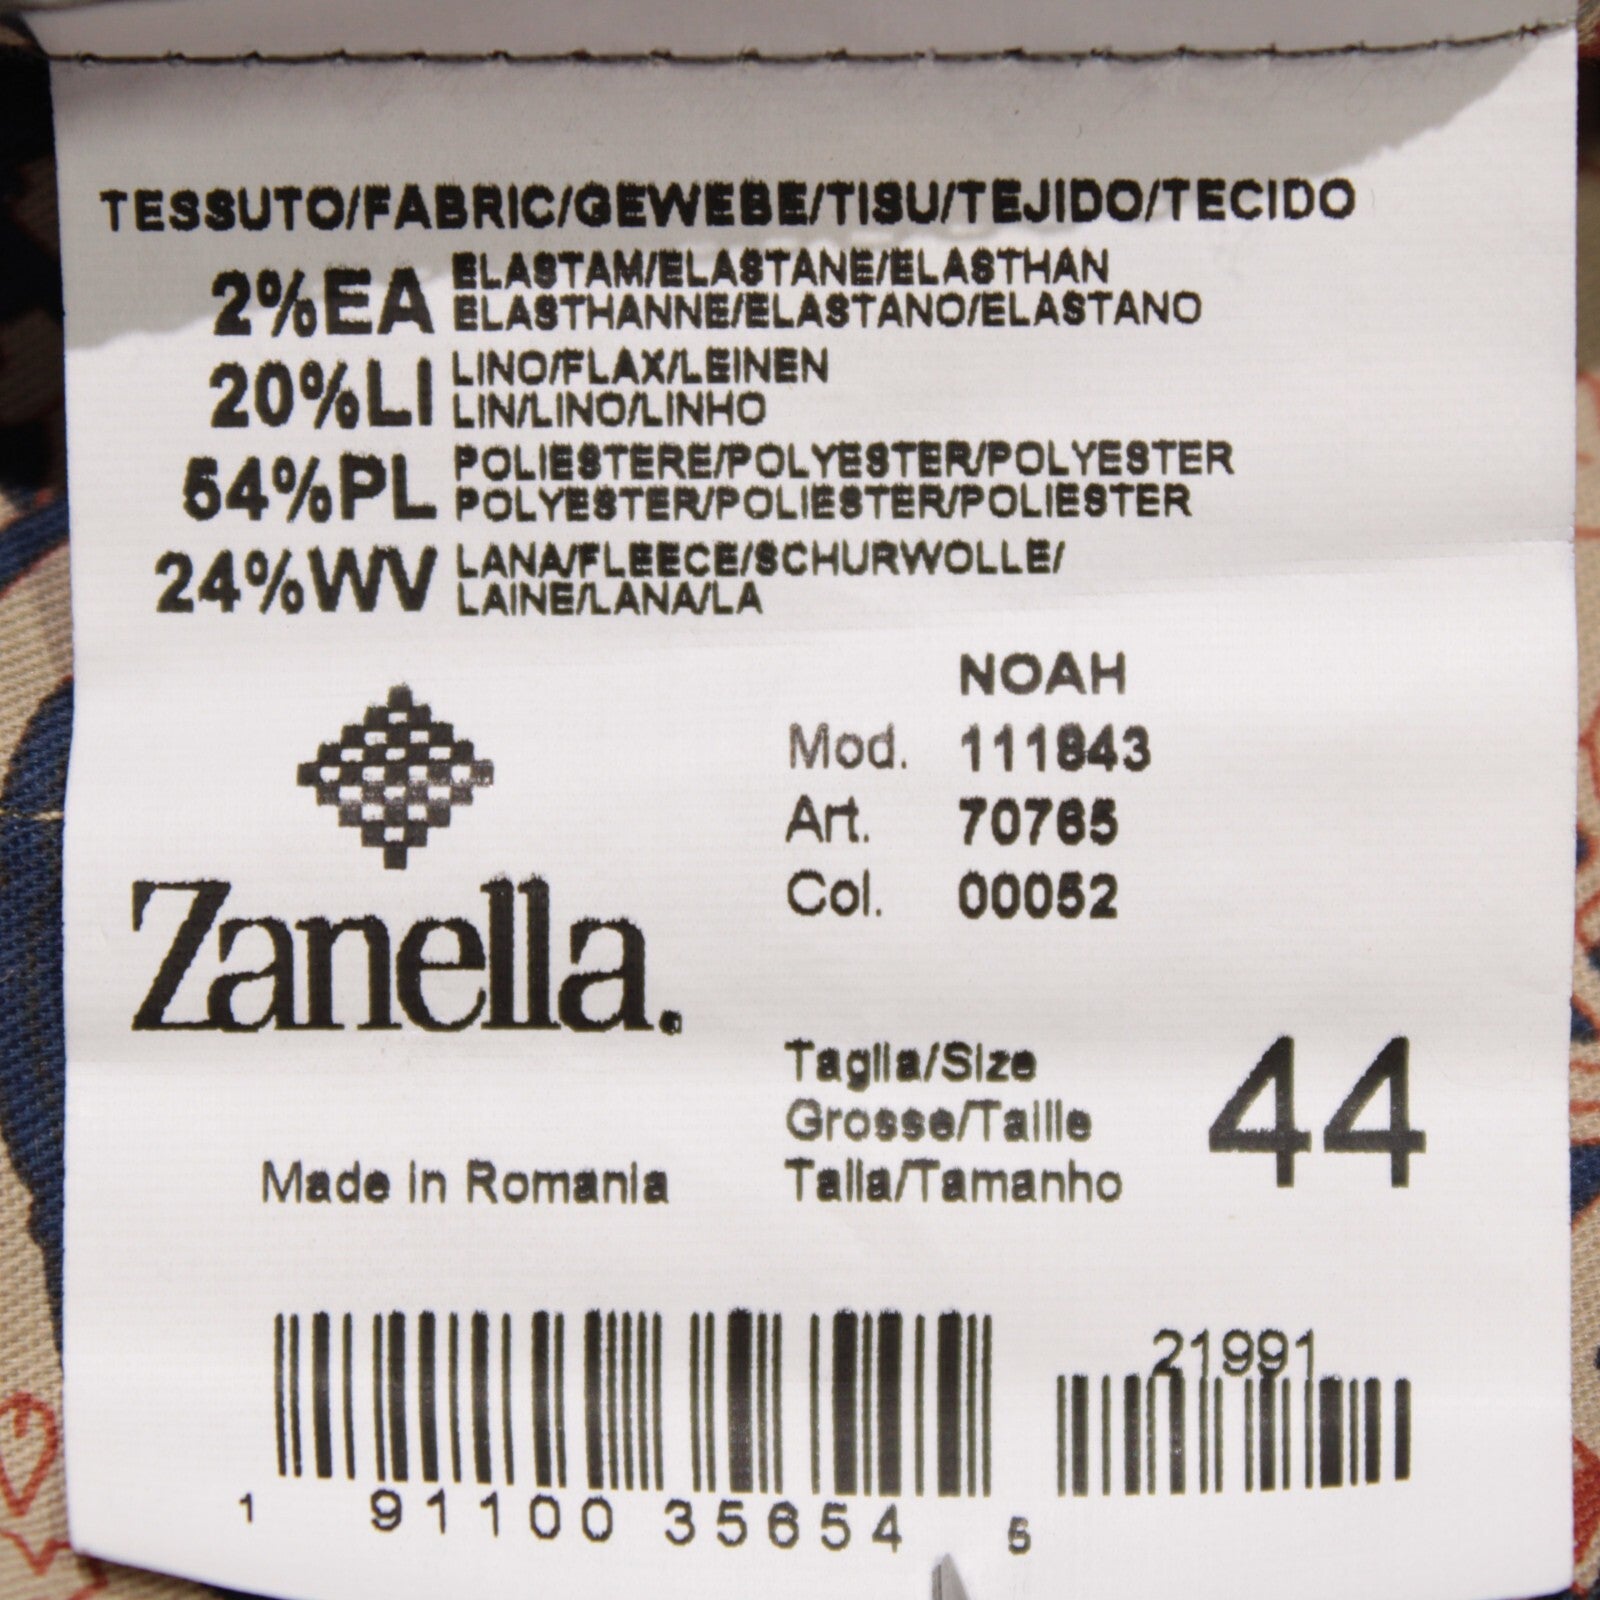 TESSUTO/FABRIC/GEWEBE/TISU/TEJIDO/TECIDO
2%EA ELASTAM/ELASTANE/ELASTHAN
ELASTHANNE/ELASTANO/ELASTANO
20%LI LINO/FLAX/LEINEN
LIN/LINO/LINHO
54%PL POLIESTERE/POLYESTER/POLYESTER
POLYESTER/POLIESTER/POLIESTER
24%WV LANA/FLEECE/SCHURWOLLE/
LAINE/LANA/LA
NOAH
Mod. 111843
Art. 70765
Col. 00052
Zanella.
Taglia/Size
Grosse/Taille
Talla/Tamanho
44
Made in Romania
21991
1 91100 35654 5